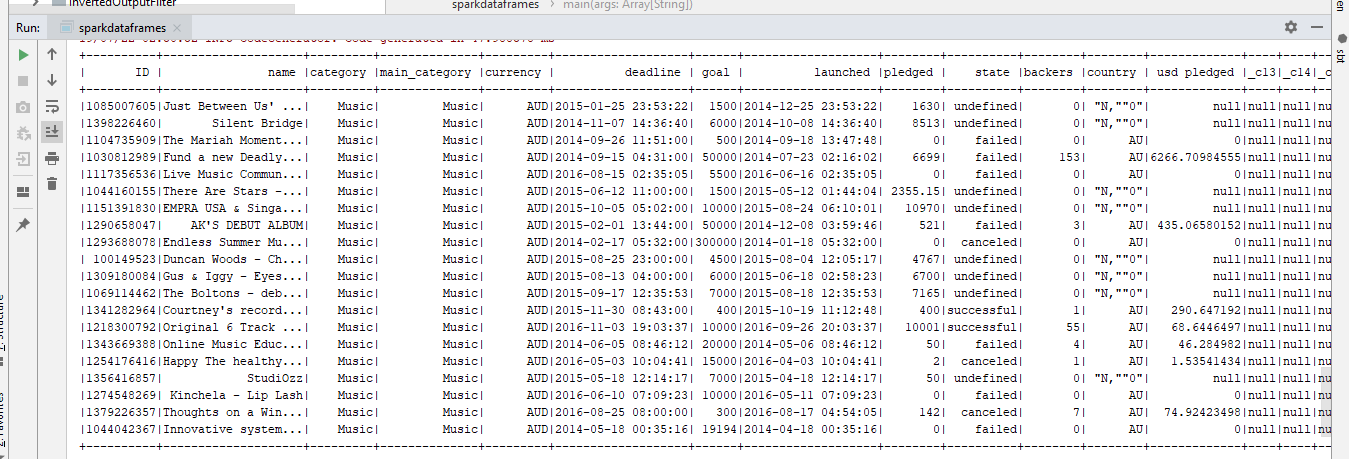 InvertedOutputFilter
sparkdataframes > main(args: Array[String])
Run: sparkdataframes ×
+----------+--------------------+--------+-------------+--------+-------------------+------+-------------------+-------+----------+-------+--------+-------------+----+----+--
| ID| name|category|main_category|currency| deadline| goal| launched|pledged| state|backers| country| usd pledged|_c13|_c14|_c
+----------+--------------------+--------+-------------+--------+-------------------+------+-------------------+-------+----------+-------+--------+-------------+----+----+--
|1085007605|Just Between Us' ...| Music| Music| AUD|2015-01-25 23:53:22| 1500|2014-12-25 23:53:22| 1630| undefined| 0| "N,""0"| null|null|null|nu
|1398226460| Silent Bridge| Music| Music| AUD|2014-11-07 14:36:40| 6000|2014-10-08 14:36:40| 8513| undefined| 0| "N,""0"| null|null|null|nu
|1104735909|The Mariah Moment...| Music| Music| AUD|2014-09-26 11:51:00| 500|2014-09-18 13:47:48| 0| failed| 0| AU| 0|null|null|nu
|1030812989|Fund a new Deadly...| Music| Music| AUD|2014-09-15 04:31:00| 50000|2014-07-23 02:16:02| 6699| failed| 153| AU|6266.70984555|null|null|nu
|1117356536|Live Music Commun...| Music| Music| AUD|2016-08-15 02:35:05| 5500|2016-06-16 02:35:05| 0| failed| 0| AU| 0|null|null|nu
|1044160155|There Are Stars -...| Music| Music| AUD|2015-06-12 11:00:00| 1500|2015-05-12 01:44:04|2355.15| undefined| 0| "N,""0"| null|null|null|nu
|1151391830|EMPRA USA & Singa...| Music| Music| AUD|2015-10-05 05:02:00| 10000|2015-08-24 06:10:01| 10970| undefined| 0| "N,""0"| null|null|null|nu
|1290658047| AK'S DEBUT ALBUM| Music| Music| AUD|2015-02-01 13:44:00| 50000|2014-12-08 03:59:46| 521| failed| 3| AU| 435.06580152|null|null|nu
|1293688078|Endless Summer Mu...| Music| Music| AUD|2014-02-17 05:32:00|300000|2014-01-18 05:32:00| 0| canceled| 0| AU| 0|null|null|nu
| 100149523|Duncan Woods - Ch...| Music| Music| AUD|2015-08-25 23:00:00| 4500|2015-08-04 12:05:17| 4767| undefined| 0| "N,""0"| null|null|null|nu
|1309180084|Gus & Iggy - Eyes...| Music| Music| AUD|2015-08-13 04:00:00| 6000|2015-06-18 02:58:23| 6700| undefined| 0| "N,""0"| null|null|null|nu
|1069114462|The Boltons - deb...| Music| Music| AUD|2015-09-17 12:35:53| 7000|2015-08-18 12:35:53| 7165| undefined| 0| "N,""0"| null|null|null|nu
|1341282964|Courtney's record...| Music| Music| AUD|2015-11-30 08:43:00| 400|2015-10-19 11:12:48| 400|successful| 1| AU| 290.647192|null|null|nu
|1218300792|Original 6 Track ...| Music| Music| AUD|2016-11-03 19:03:37| 10000|2016-09-26 20:03:37| 10001|successful| 55| AU| 68.6446497|null|null|nu
|1343669388|Online Music Educ...| Music| Music| AUD|2014-06-05 08:46:12| 20000|2014-05-06 08:46:12| 50| failed| 4| AU| 46.284982|null|null|nu
|1254176416|Happy The healthy...| Music| Music| AUD|2016-05-03 10:04:41| 15000|2016-03-04 10:04:41| 2| canceled| 1| AU| 1.53541434|null|null|nu
|1356416857| StudiOzz| Music| Music| AUD|2015-05-18 12:14:17| 7000|2015-04-18 12:14:17| 50| undefined| 0| "N,""0"| null|null|null|nu
|1274548269| Kinchela - Lip Lash| Music| Music| AUD|2016-06-10 07:09:23| 10000|2016-05-11 07:09:23| 0| failed| 0| AU| 0|null|null|nu
|1379226357|Thoughts on a Win...| Music| Music| AUD|2016-08-25 08:00:00| 300|2016-08-17 04:54:05| 142| canceled| 7| AU| 74.92423498|null|null|nu
|1044042367|Innovative system...| Music| Music| AUD|2014-05-18 00:35:16| 19194|2014-04-18 00:35:16| 0| failed| 0| AU| 0|null|null|nu
+----------+--------------------+--------+-------------+--------+-------------------+------+-------------------+-------+----------+-------+--------+-------------+----+----+--
sbt